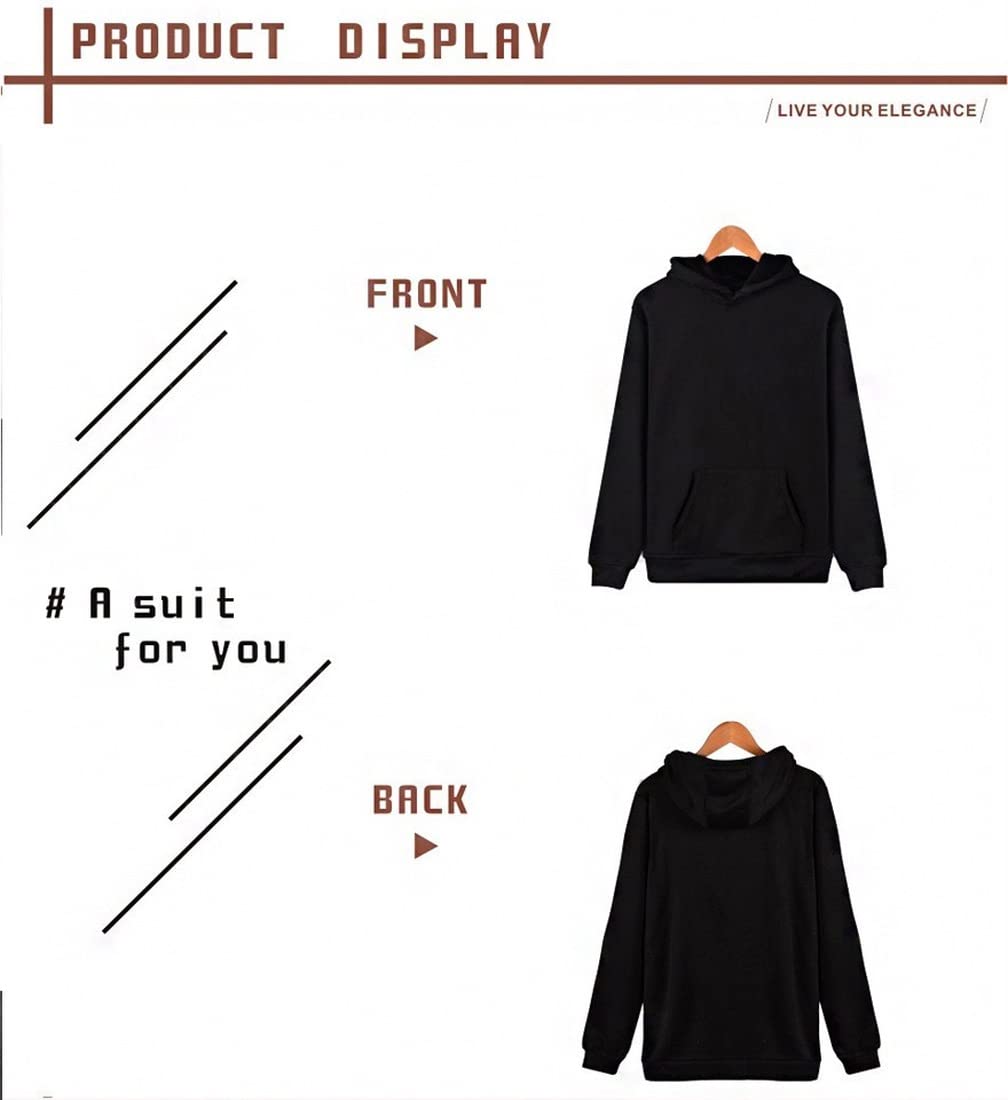 PRODUCT DISPLAY
/ LIVE YOUR ELEGANCE /
FRONT
# A suit
for you
BACK